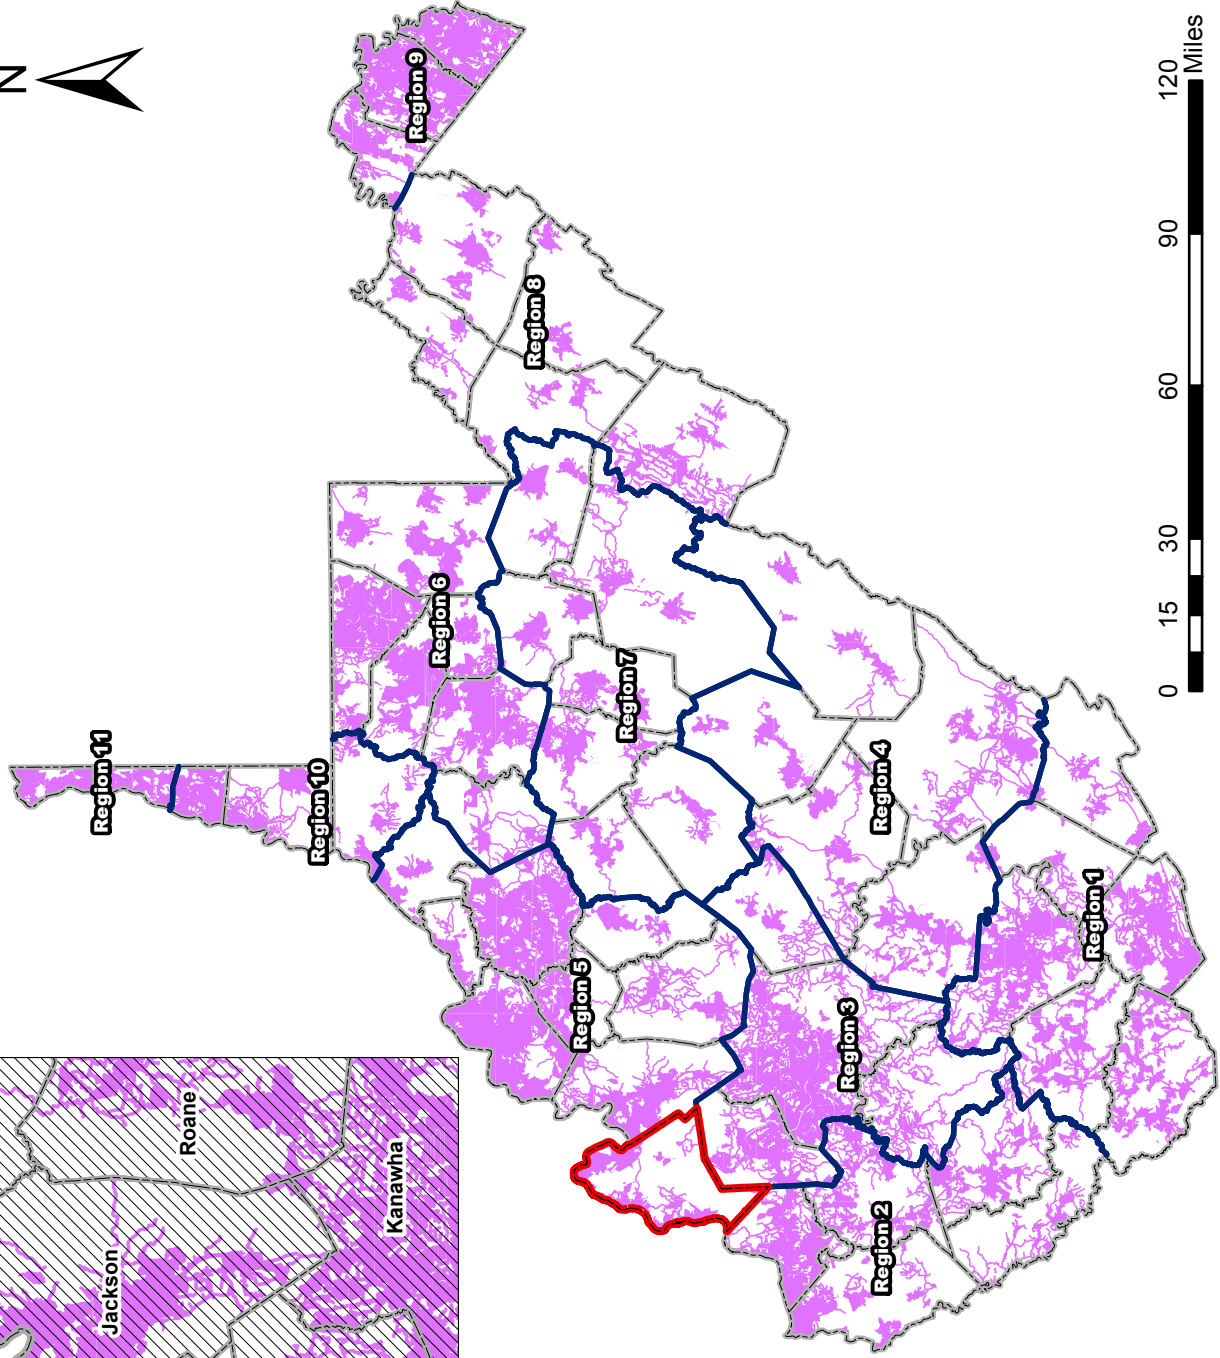 N
Region 9
Region 8
Region 6
Region 11
Region 10
Region 7
Region 4
Region 5
Region 3
Region 1
Region 2
Roane
Jackson
Kanawha
0 15 30 60 90 120
Miles